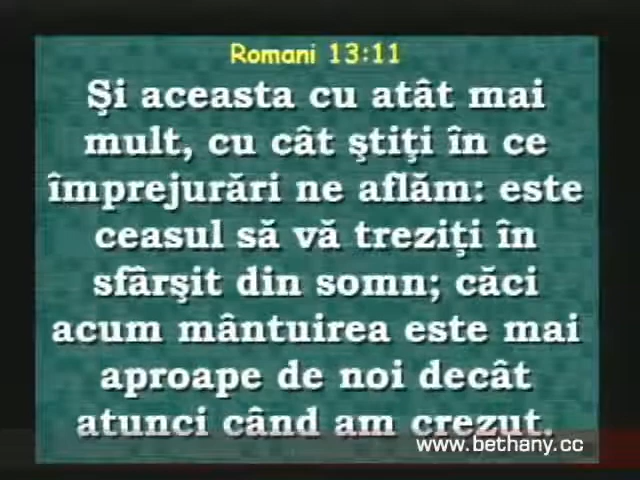 Romani 13:11
Şi aceasta cu atât mai
mult, cu cât ştiţi în ce
împrejurări ne aflăm: este
ceasul să vă treziţi în
sfârşit din somn; căci
acum mântuirea este mai
aproape de noi decât
atunci când am crezut.
www.bethany.cc